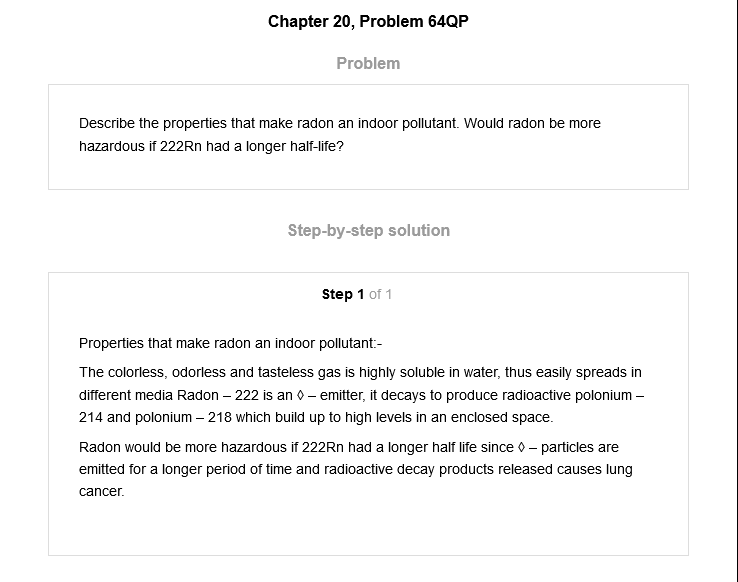 Chapter 20, Problem 64QP
Problem
Describe the properties that make radon an indoor pollutant. Would radon be more
hazardous if 222Rn had a longer half-life?
Step-by-step solution
Step 1 of 1
Properties that make radon an indoor pollutant:-
The colorless, odorless and tasteless gas is highly soluble in water, thus easily spreads in
different media Radon – 222 is an ◊ – emitter, it decays to produce radioactive polonium –
214 and polonium – 218 which build up to high levels in an enclosed space.
Radon would be more hazardous if 222Rn had a longer half life since ◊ – particles are
emitted for a longer period of time and radioactive decay products released causes lung
cancer.